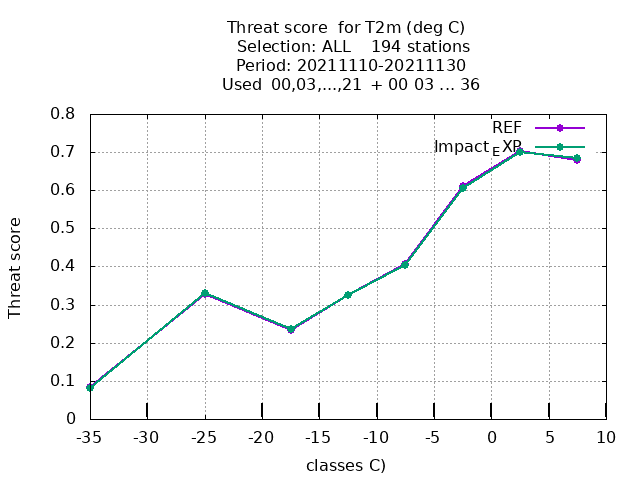 Threat score for T2m (deg C)
Selection: ALL 194 stations
Period: 20211110-20211130
Used 00,03,...,21 + 00 03 ... 36
REF
Impact_EXP
Threat score
0.8
0.7
0.6
0.5
0.4
0.3
0.2
0.1
0
-35 -30 -25 -20 -15 -10 -5 0 5 10
classes C)